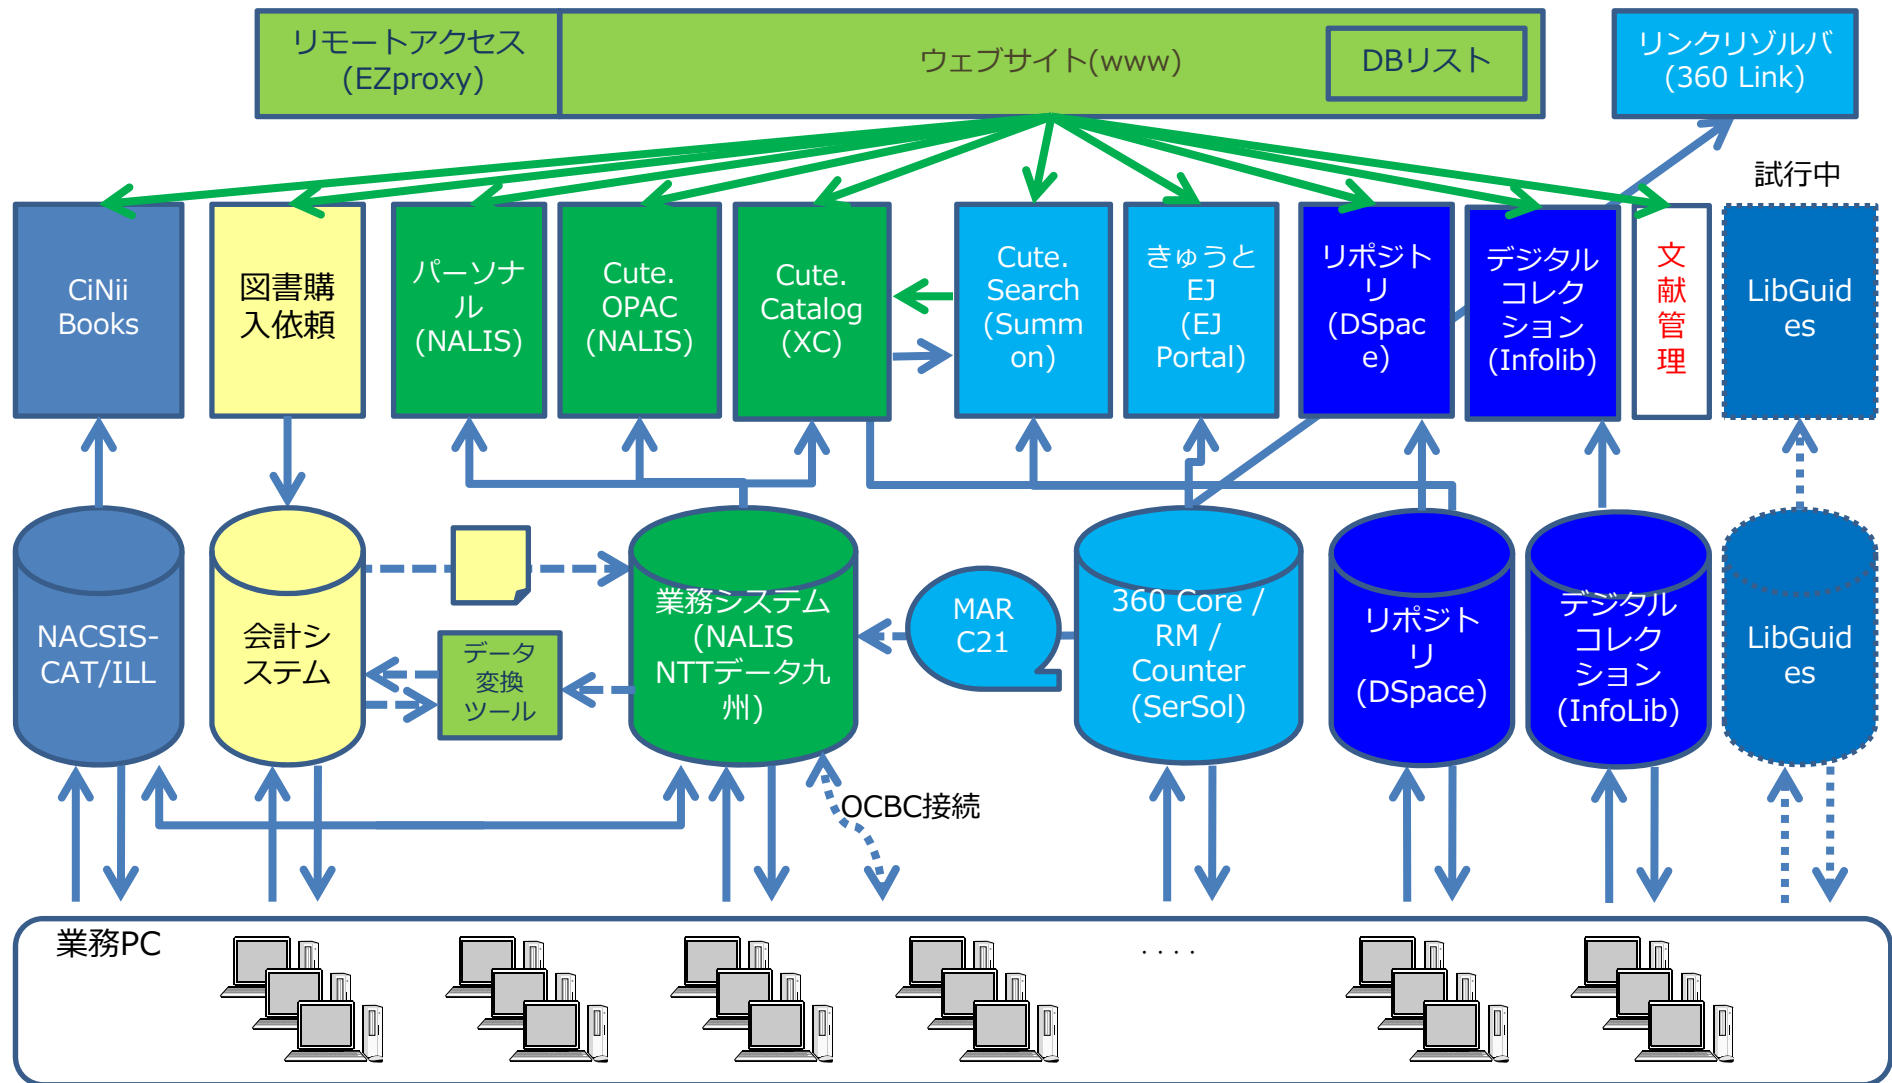 リモートアクセス
(EZproxy)
ウェブサイト(www)
DBリスト
リンクリゾルバ
(360 Link)
試行中
CiNii
Books
図書購
入依頼
パーソナ
ル
(NALIS)
Cute.
OPAC
(NALIS)
Cute.
Catalog
(XC)
Cute.
Search
(Summ
on)
きゅうと
EJ
(EJ
Portal)
リポジト
リ
(DSpac
e)
デジタル
コレク
ション
(Infolib)
文
献
管
理
LibGuid
es
NACSIS-
CAT/ILL
会計シ
ステム
データ
変換
ツール
業務システム
(NALIS
NTTデータ九
州)
MAR
C21
360 Core /
RM /
Counter
(SerSol)
リポジト
リ
(DSpace)
デジタル
コレク
ション
(InfoLib)
LibGuid
es
OCBC接続
業務PC
. . . .